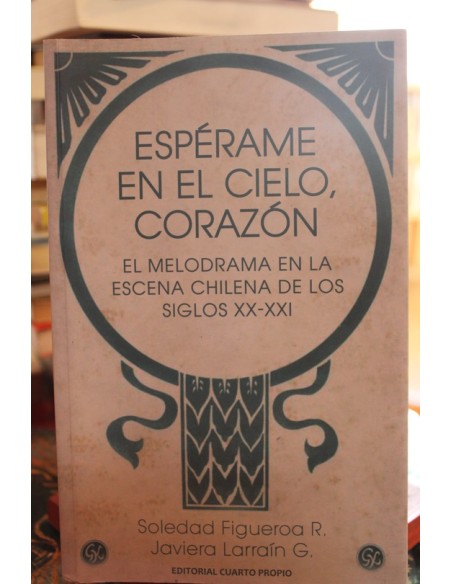 ESPÉRAME
EN EL CIELO,
CORAZÓN
EL MELODRAMA EN LA
ESCENA CHILENA DE LOS
SIGLOS XX-XXI
Soledad Figueroa R.
Javiera Larraín G.
EDITORIAL CUARTO PROPIO